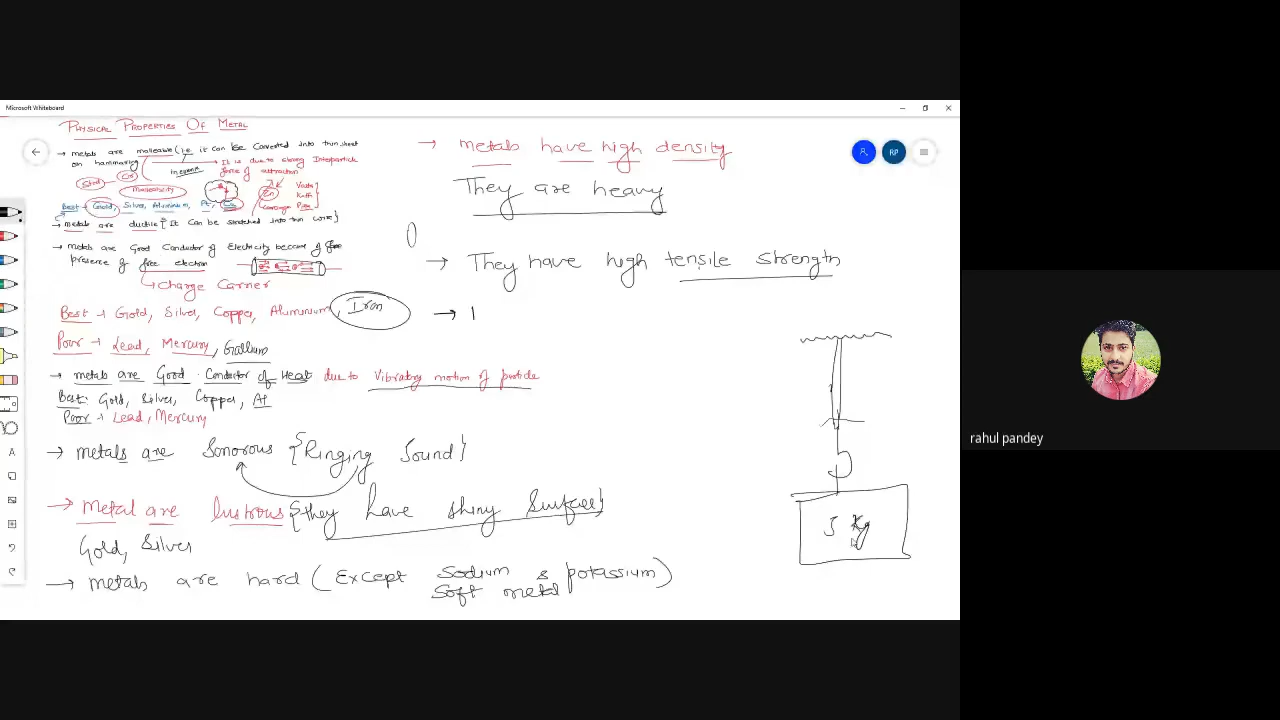 Microsoft Whiteboard
PHYSICAL PROPERTIES OF METAL
→ metals are malleable (i.e. it can be Converted into thin sheet
on hammering
→ It is due to strong Interparticle
force of attraction
Malleability
Zn
Best → Gold, Silver, Aluminium, Pt, Cu
→ metals are ductile { It can be stretched into thin wire }
→ metals are Good Conductor of Electricity because of free
presence of free electron
→ Charge Carrier
Best → Gold, Silver, Copper, Aluminium, Iron
Poor → Lead, Mercury, Gallium
→ metals are Good Conductor of Heat due to Vibratory motion of particle
Best: Gold, Silver, Copper, Al
Poor → Lead, Mercury
→ metals are Sonorous { Ringing Sound }
→ Metal are lustrous { they have shiny Surface }
Gold, Silver
→ metals are hard ( Except Sodium & potassium )
Soft metal
→ metals have high density
They are heavy
→ They have high tensile strength
→ I
5 Kg
RP
rahul pandey